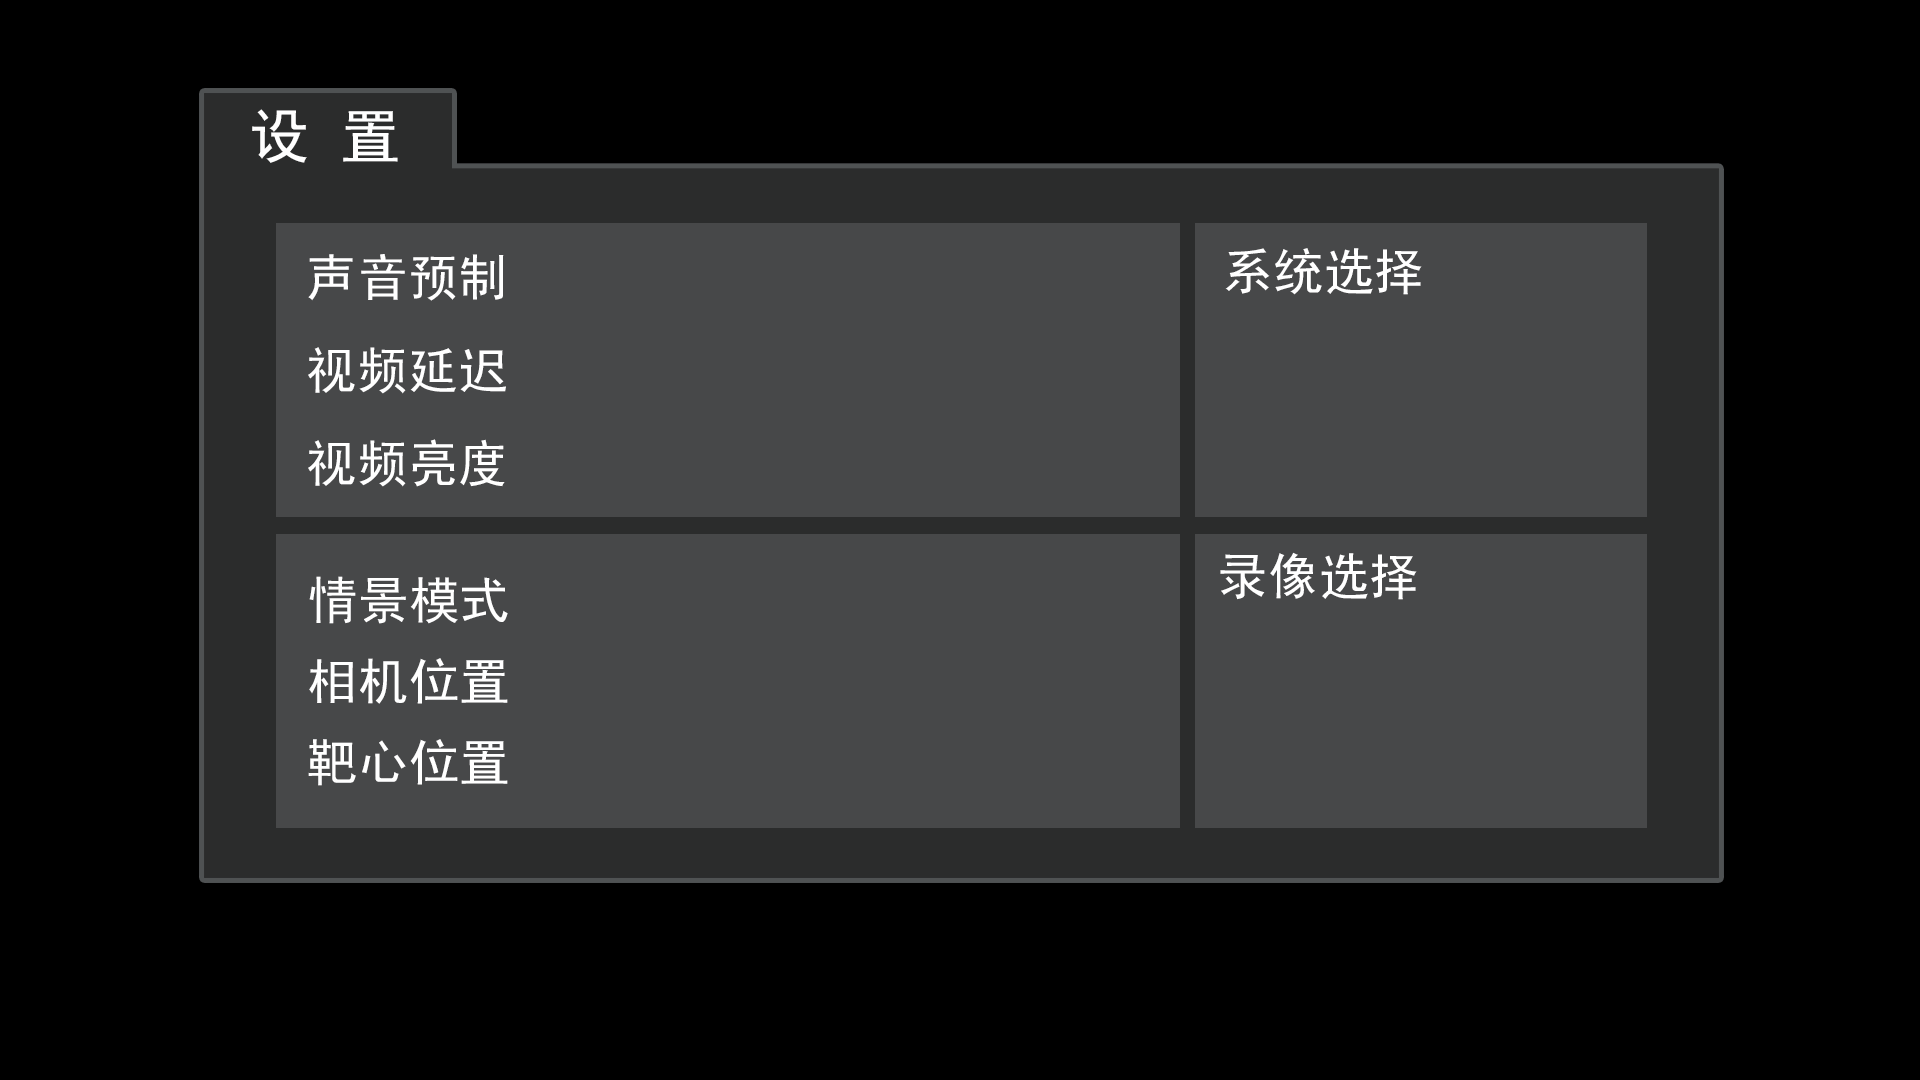 设 置
声音预制
视频延迟
视频亮度
系统选择
情景模式
相机位置
靶心位置
录像选择